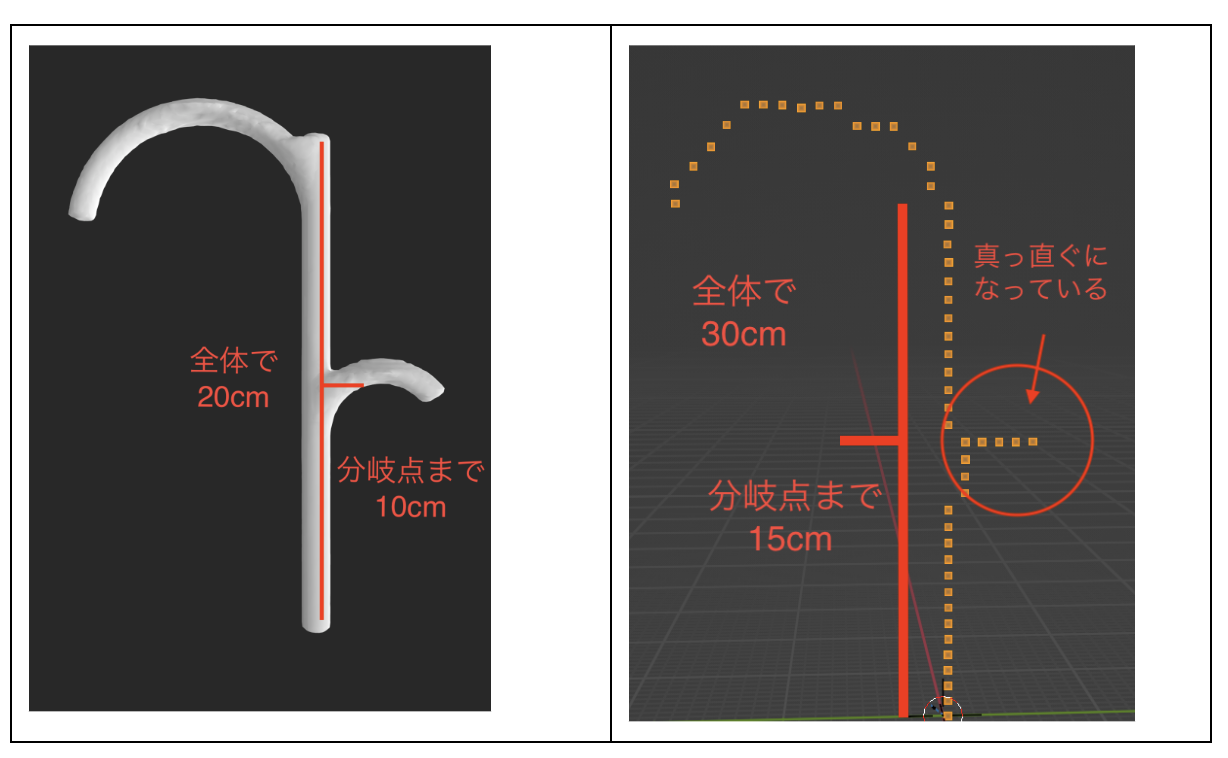 全体で
20cm
分岐点まで
10cm
全体で
30cm
真っ直ぐに
なっている
分岐点まで
15cm